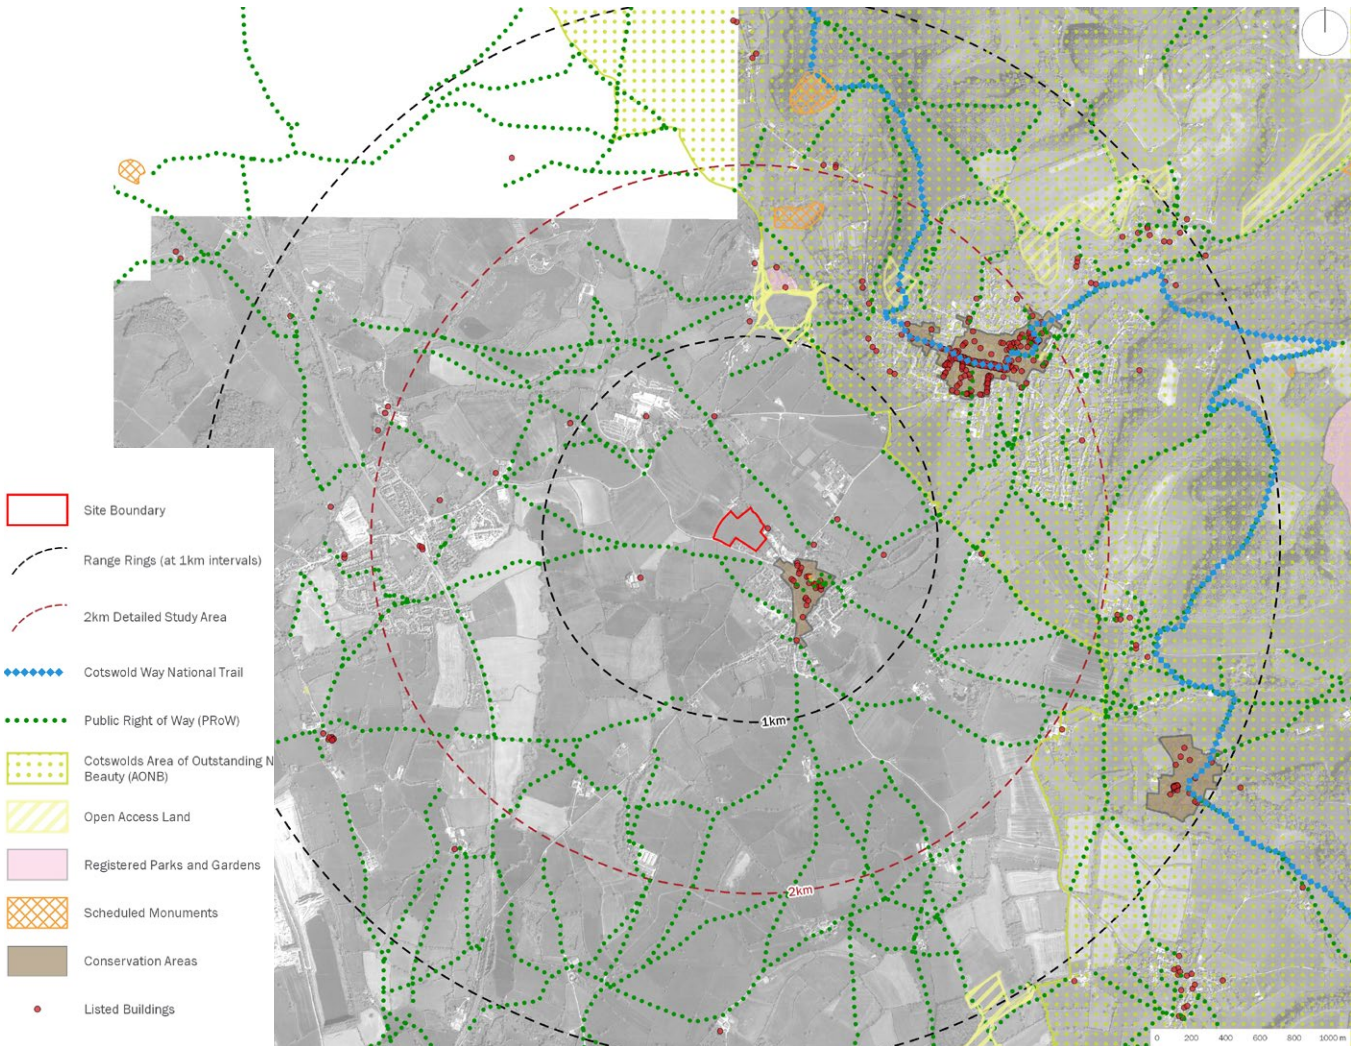 Site Boundary
Range Rings (at 1km intervals)
2km Detailed Study Area
Cotswold Way National Trail
Public Right of Way (PRoW)
Cotswolds Area of Outstanding N
Beauty (AONB)
Open Access Land
Registered Parks and Gardens
Scheduled Monuments
Conservation Areas
Listed Buildings
1km
2km
0 200 400 600 800 1000 m